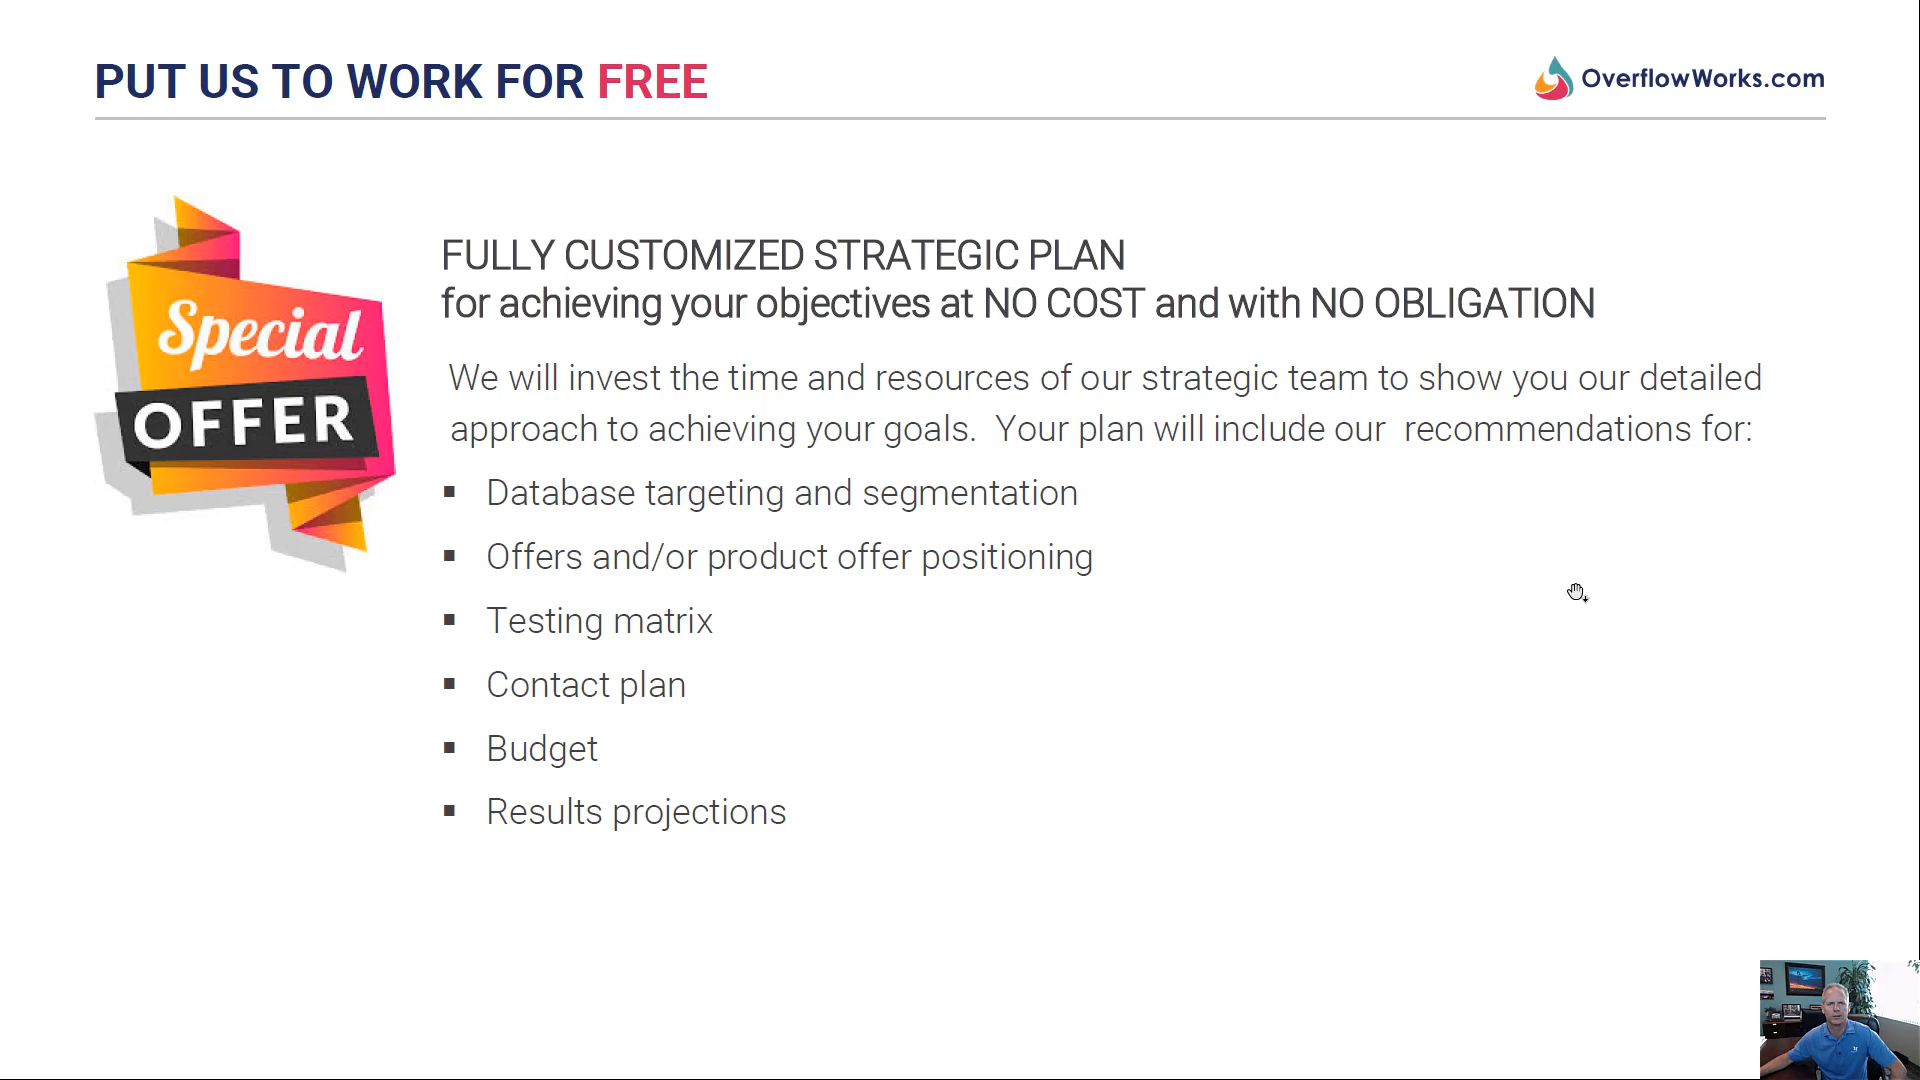 PUT US TO WORK FOR FREE
OverflowWorks.com
Special
OFFER
FULLY CUSTOMIZED STRATEGIC PLAN
for achieving your objectives at NO COST and with NO OBLIGATION
We will invest the time and resources of our strategic team to show you our detailed
approach to achieving your goals.  Your plan will include our  recommendations for:
▪ Database targeting and segmentation
▪ Offers and/or product offer positioning
▪ Testing matrix
▪ Contact plan
▪ Budget
▪ Results projections